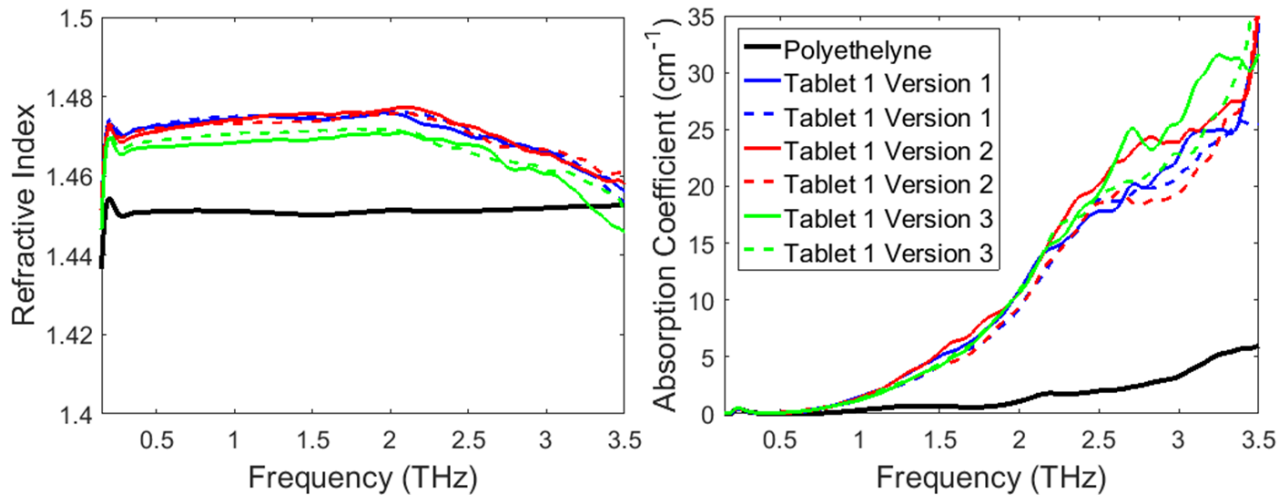 Refractive Index
1.5
1.48
1.46
1.44
1.42
1.4
0.5 1 1.5 2 2.5 3 3.5
Frequency (THz)
Absorption Coefficient (cm⁻¹)
35
30
25
20
15
10
5
0
0.5 1 1.5 2 2.5 3 3.5
Frequency (THz)
Polyethelyne
Tablet 1 Version 1
Tablet 1 Version 1
Tablet 1 Version 2
Tablet 1 Version 2
Tablet 1 Version 3
Tablet 1 Version 3